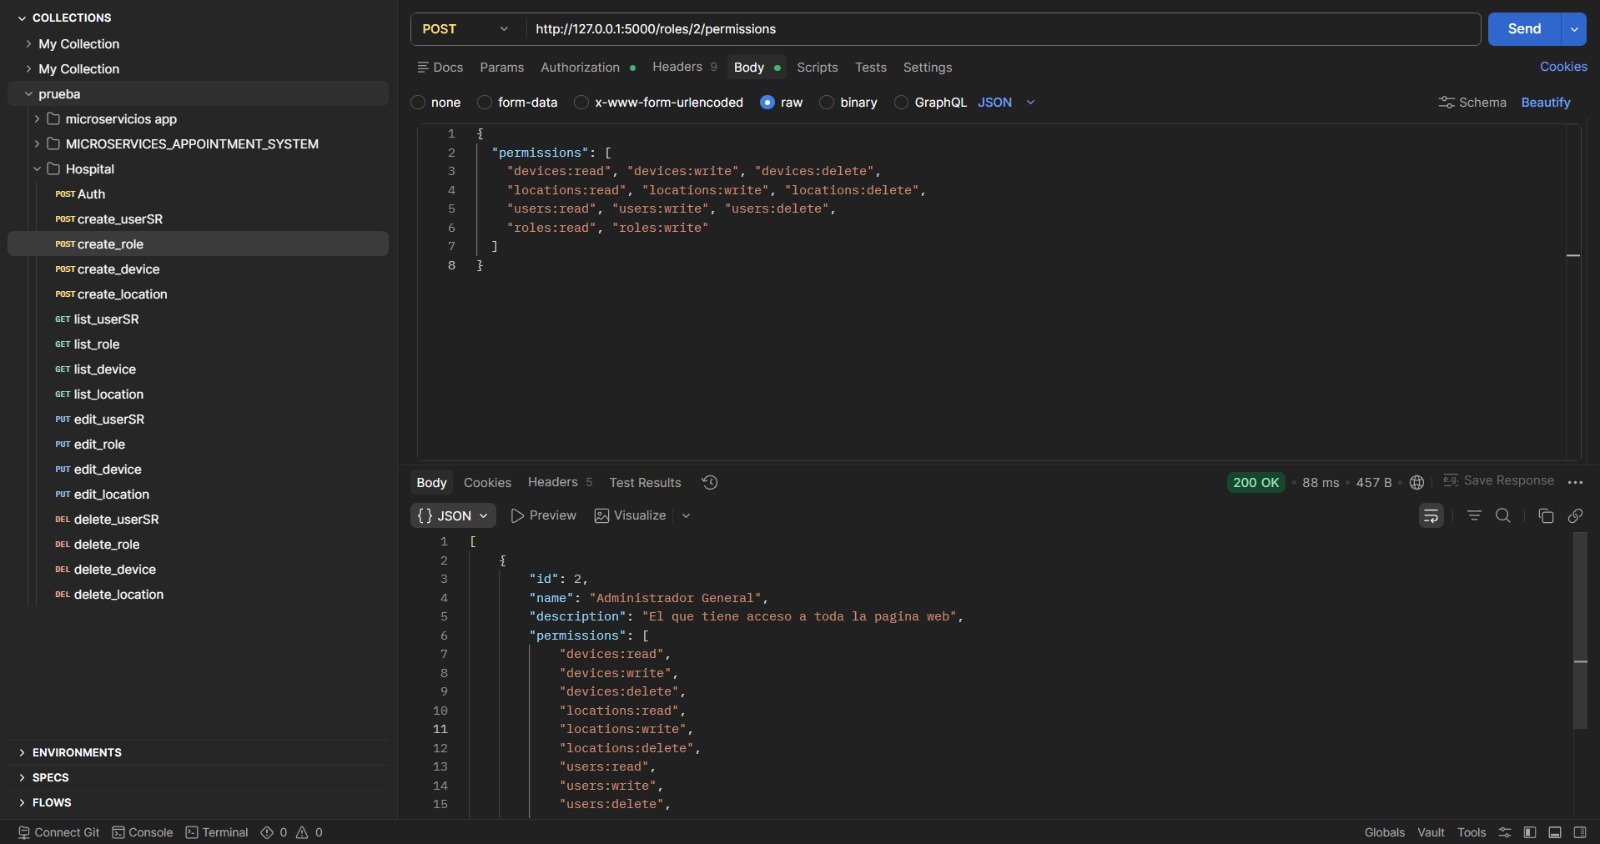 COLLECTIONS
My Collection
My Collection
prueba
microservicios app
MICROSERVICES_APPOINTMENT_SYSTEM
Hospital
POST Auth
POST create_userSR
POST create_role
POST create_device
POST create_location
GET list_userSR
GET list_role
GET list_device
GET list_location
PUT edit_userSR
PUT edit_role
PUT edit_device
PUT edit_location
DEL delete_userSR
DEL delete_role
DEL delete_device
DEL delete_location
ENVIRONMENTS
SPECS
FLOWS
POST http://127.0.0.1:5000/roles/2/permissions Send
Docs Params Authorization Headers 9 Body Scripts Tests Settings Cookies
none form-data x-www-form-urlencoded raw binary GraphQL JSON Schema Beautify
1 {
2 "permissions": [
3 "devices:read", "devices:write", "devices:delete",
4 "locations:read", "locations:write", "locations:delete",
5 "users:read", "users:write", "users:delete",
6 "roles:read", "roles:write"
7 ]
8 }
Body Cookies Headers 5 Test Results 200 OK 88 ms 457 B e.g. Save Response
{} JSON Preview Visualize
1 [
2 {
3 "id": 2,
4 "name": "Administrador General",
5 "description": "El que tiene acceso a toda la pagina web",
6 "permissions": [
7 "devices:read",
8 "devices:write",
9 "devices:delete",
10 "locations:read",
11 "locations:write",
12 "locations:delete",
13 "users:read",
14 "users:write",
15 "users:delete",
Connect Git Console Terminal 0 0 Globals Vault Tools